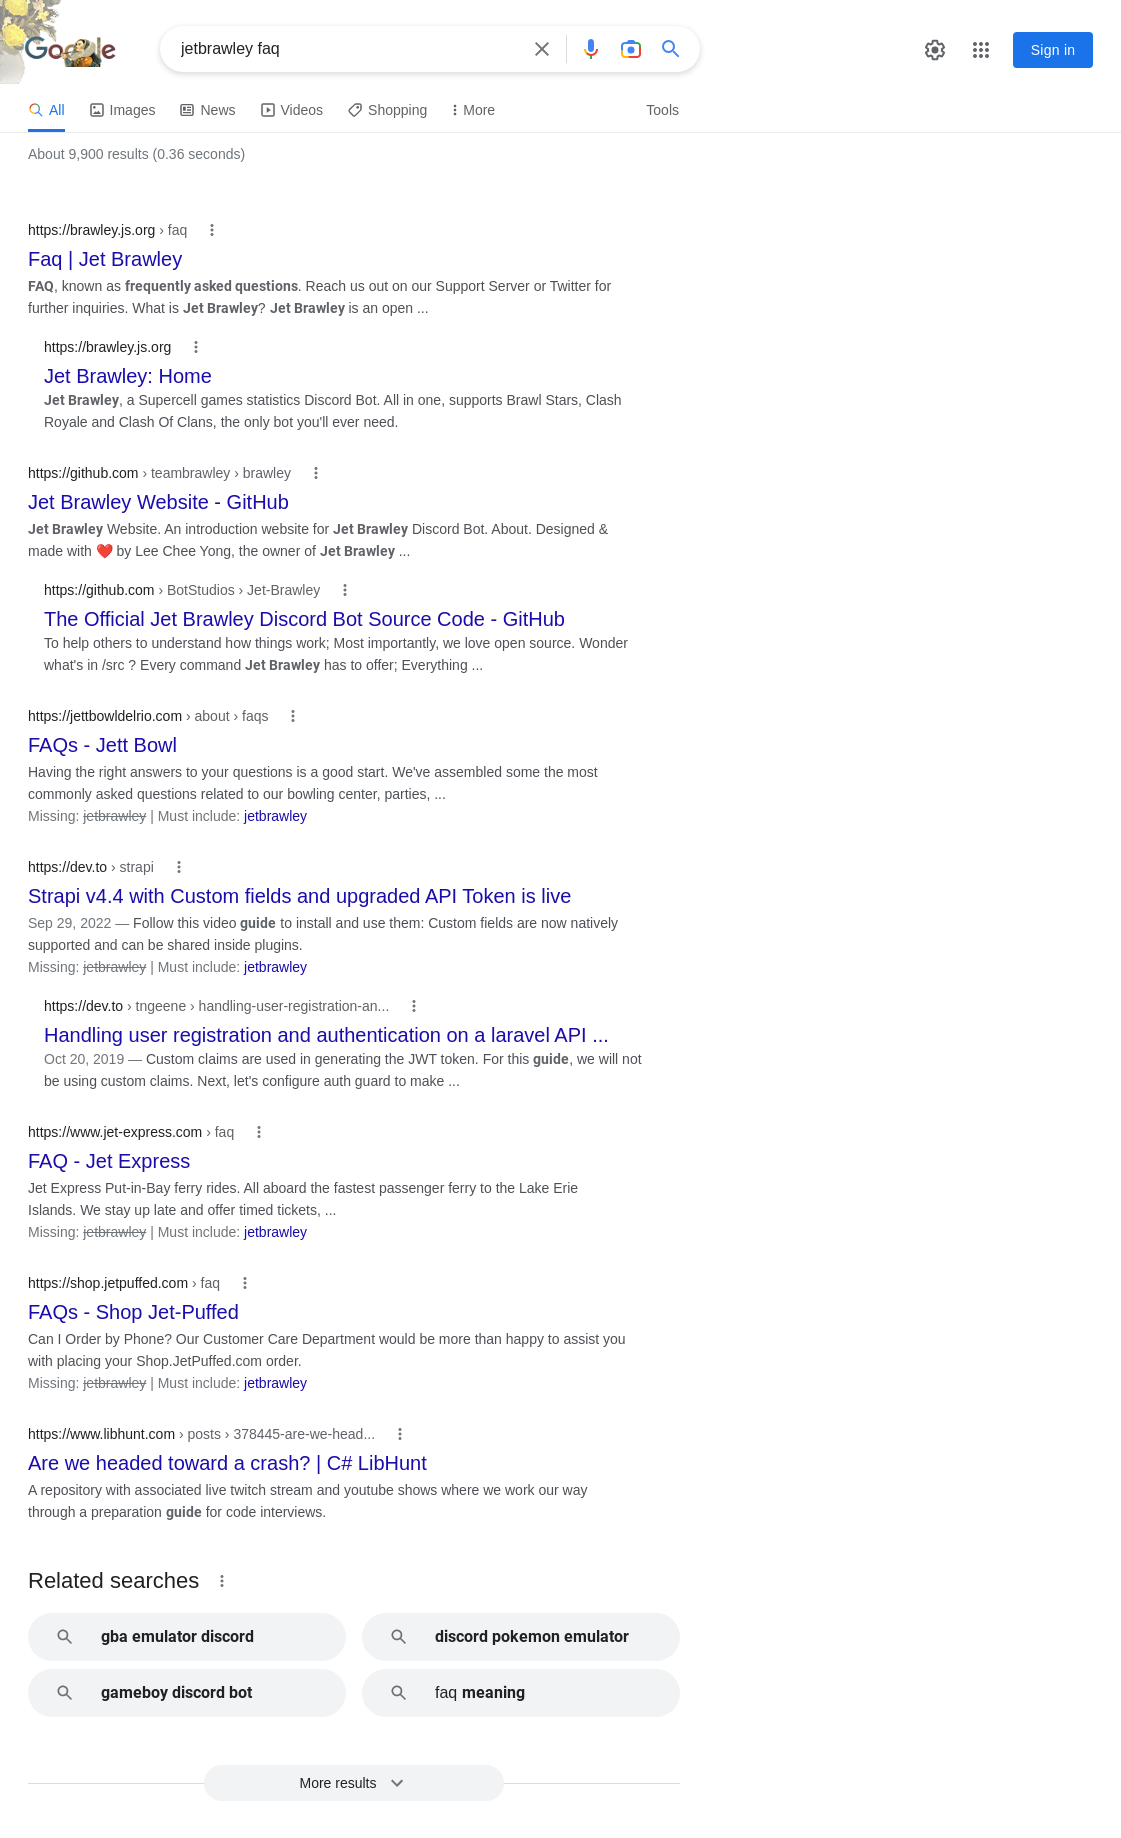 Google
jetbrawley faq
Sign in
All Images News Videos Shopping More Tools
About 9,900 results (0.36 seconds)
https://brawley.js.org › faq
Faq | Jet Brawley
FAQ, known as frequently asked questions. Reach us out on our Support Server or Twitter for
further inquiries. What is Jet Brawley? Jet Brawley is an open ...
https://brawley.js.org
Jet Brawley: Home
Jet Brawley, a Supercell games statistics Discord Bot. All in one, supports Brawl Stars, Clash
Royale and Clash Of Clans, the only bot you'll ever need.
https://github.com › teambrawley › brawley
Jet Brawley Website - GitHub
Jet Brawley Website. An introduction website for Jet Brawley Discord Bot. About. Designed &
made with ❤️ by Lee Chee Yong, the owner of Jet Brawley ...
https://github.com › BotStudios › Jet-Brawley
The Official Jet Brawley Discord Bot Source Code - GitHub
To help others to understand how things work; Most importantly, we love open source. Wonder
what's in /src ? Every command Jet Brawley has to offer; Everything ...
https://jettbowldelrio.com › about › faqs
FAQs - Jett Bowl
Having the right answers to your questions is a good start. We've assembled some the most
commonly asked questions related to our bowling center, parties, ...
Missing: jetbrawley | Must include: jetbrawley
https://dev.to › strapi
Strapi v4.4 with Custom fields and upgraded API Token is live
Sep 29, 2022 — Follow this video guide to install and use them: Custom fields are now natively
supported and can be shared inside plugins.
Missing: jetbrawley | Must include: jetbrawley
https://dev.to › tngeene › handling-user-registration-an...
Handling user registration and authentication on a laravel API ...
Oct 20, 2019 — Custom claims are used in generating the JWT token. For this guide, we will not
be using custom claims. Next, let's configure auth guard to make ...
https://www.jet-express.com › faq
FAQ - Jet Express
Jet Express Put-in-Bay ferry rides. All aboard the fastest passenger ferry to the Lake Erie
Islands. We stay up late and offer timed tickets, ...
Missing: jetbrawley | Must include: jetbrawley
https://shop.jetpuffed.com › faq
FAQs - Shop Jet-Puffed
Can I Order by Phone? Our Customer Care Department would be more than happy to assist you
with placing your Shop.JetPuffed.com order.
Missing: jetbrawley | Must include: jetbrawley
https://www.libhunt.com › posts › 378445-are-we-head...
Are we headed toward a crash? | C# LibHunt
A repository with associated live twitch stream and youtube shows where we work our way
through a preparation guide for code interviews.
Related searches
gba emulator discord
discord pokemon emulator
gameboy discord bot
faq meaning
More results